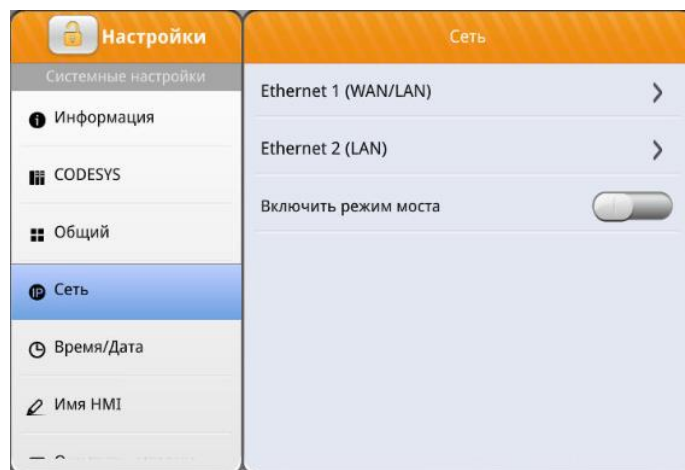 Настройки
Системные настройки
Информация
CODESYS
Общий
Сеть
Время/Дата
Имя HMI
Сеть
Ethernet 1 (WAN/LAN)
Ethernet 2 (LAN)
Включить режим моста